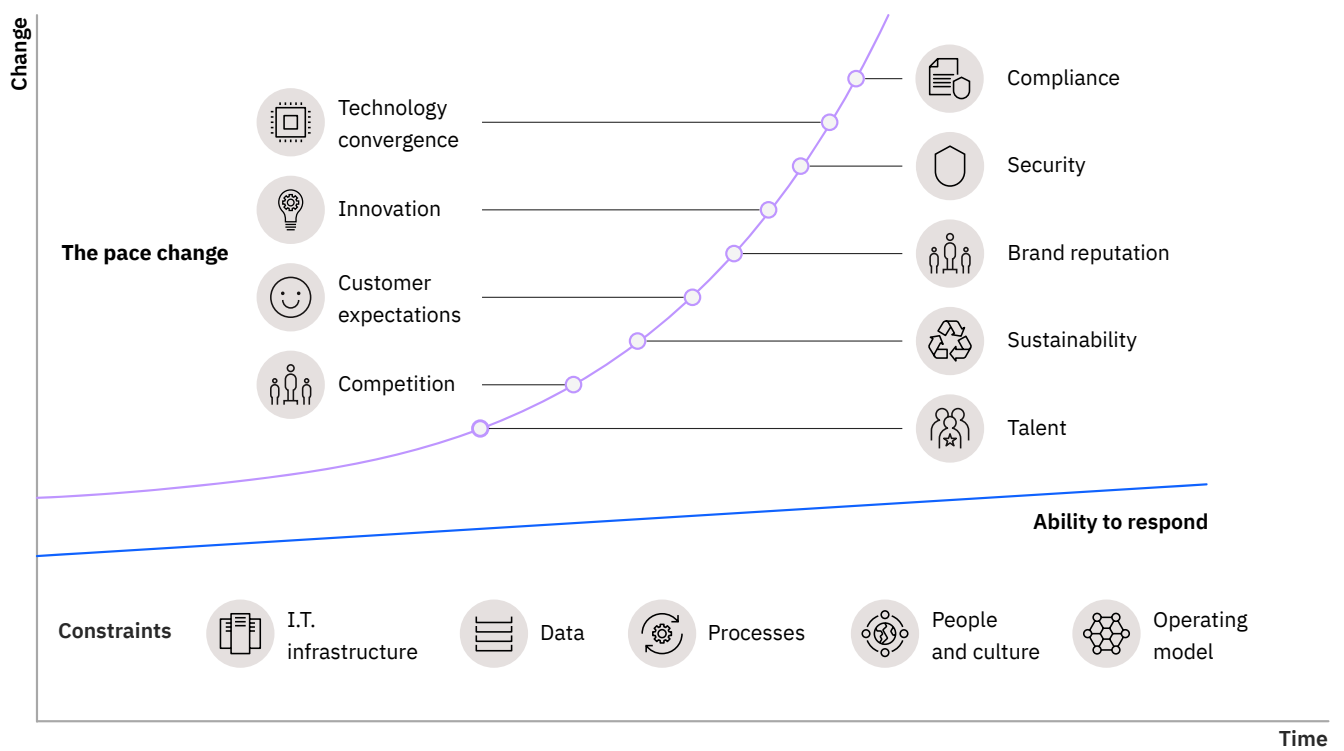 Change
Technology
convergence
Innovation
The pace change
Customer
expectations
Competition
Compliance
Security
Brand reputation
Sustainability
Talent
Ability to respond
Constraints
I.T.
infrastructure
Data
Processes
People
and culture
Operating
model
Time